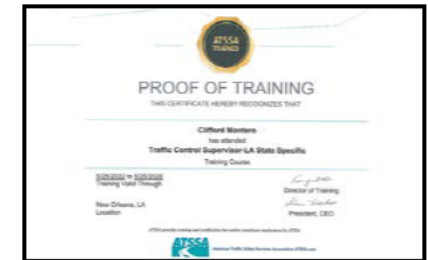 ATSSA
TRAINED
PROOF OF TRAINING
THIS CERTIFICATE HEREBY RECOGNIZES THAT
Clifford Montero
has attended
Traffic Control Supervisor-LA State Specific
Training Course
Training Valid Through
Director of Training
New Orleans, LA
Location
President, CEO
ATSSA
American Traffic Safety Services Association ATSSA.com